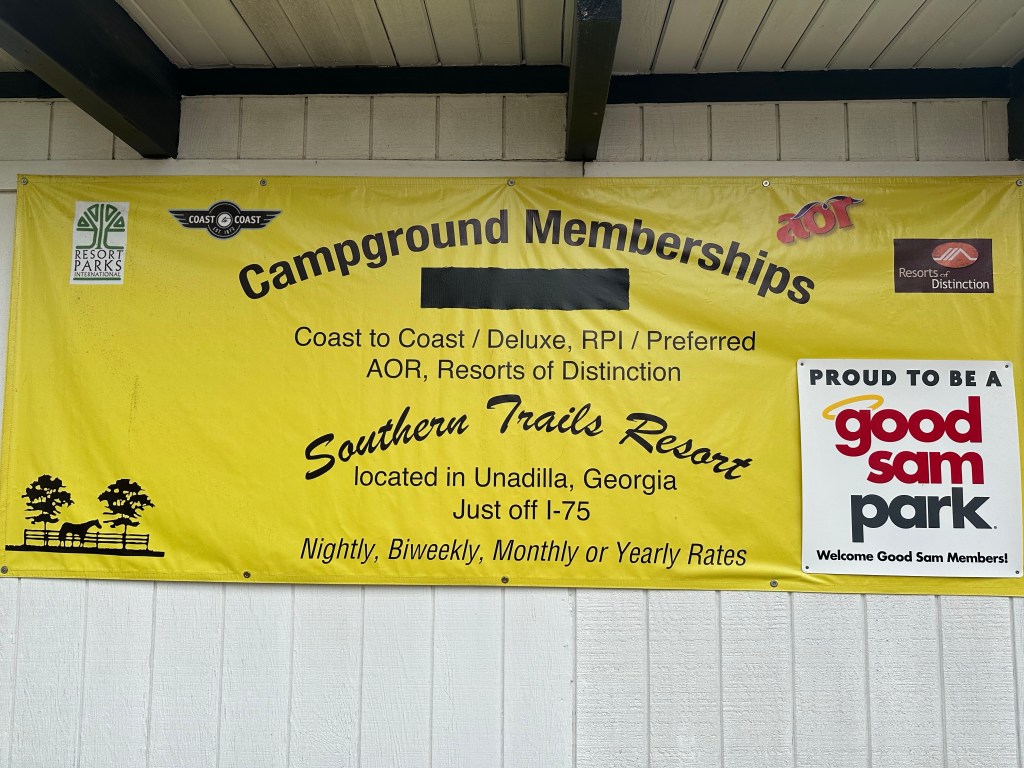 RESORT
PARKS
INTERNATIONAL
COAST G COAST
EST. 1972
aor
Resorts of
Distinction
Campground Memberships
Coast to Coast / Deluxe, RPI / Preferred
AOR, Resorts of Distinction
Southern Trails Resort
located in Unadilla, Georgia
Just off I-75
Nightly, Biweekly, Monthly or Yearly Rates
PROUD TO BE A
good
sam
park.
Welcome Good Sam Members!